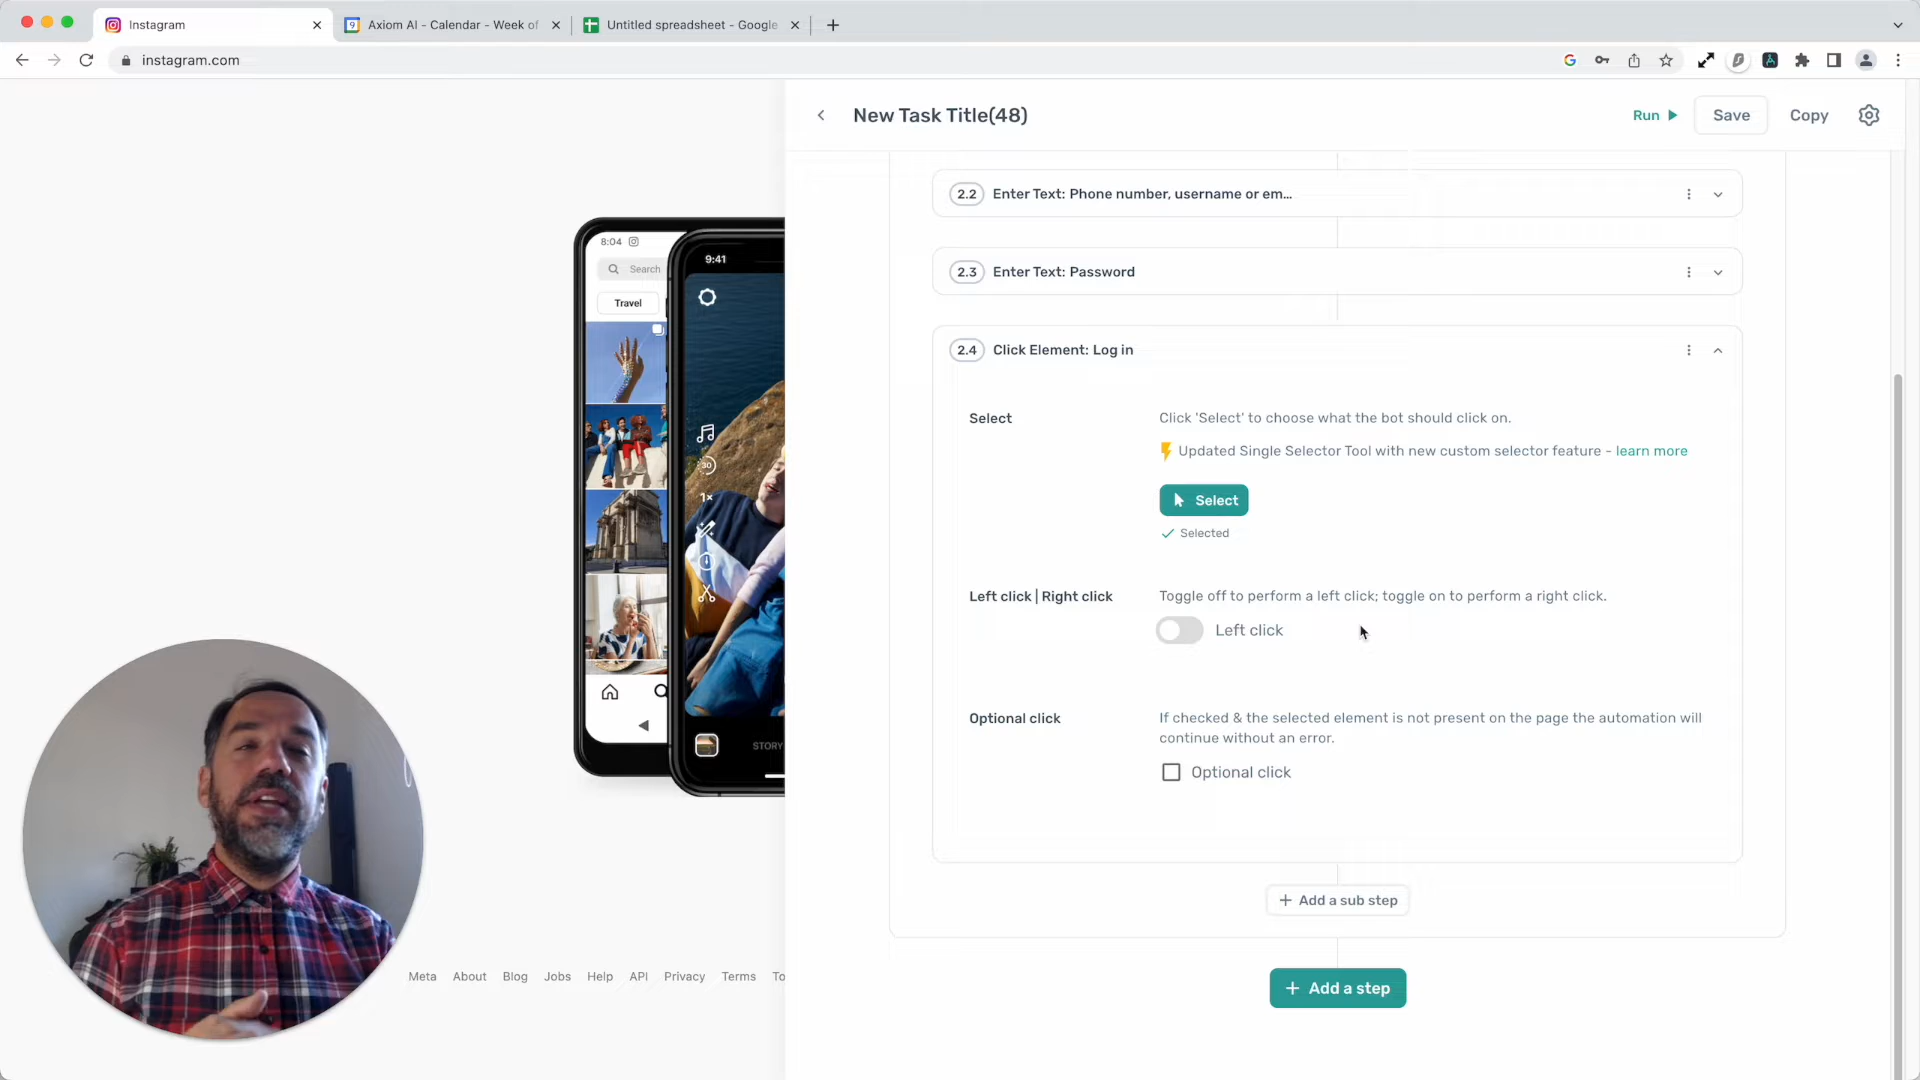 Instagram
Axiom AI - Calendar - Week of
Untitled spreadsheet - Google
instagram.com
New Task Title(48)
Run
Save
Copy
2.2 Enter Text: Phone number, username or em...
2.3 Enter Text: Password
2.4 Click Element: Log in
Select
Click 'Select' to choose what the bot should click on.
Updated Single Selector Tool with new custom selector feature - learn more
Select
Selected
Left click | Right click
Toggle off to perform a left click; toggle on to perform a right click.
Left click
Optional click
If checked & the selected element is not present on the page the automation will
continue without an error.
Optional click
+ Add a sub step
+ Add a step
8:04
Search
Travel
9:41
30
1×
STORY
Meta About Blog Jobs Help API Privacy Terms To